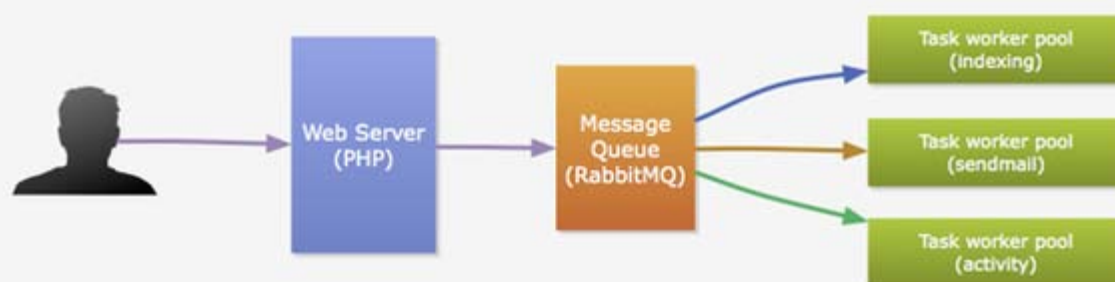 Web Server
(PHP)
Message
Queue
(RabbitMQ)
Task worker pool
(indexing)
Task worker pool
(sendmail)
Task worker pool
(activity)